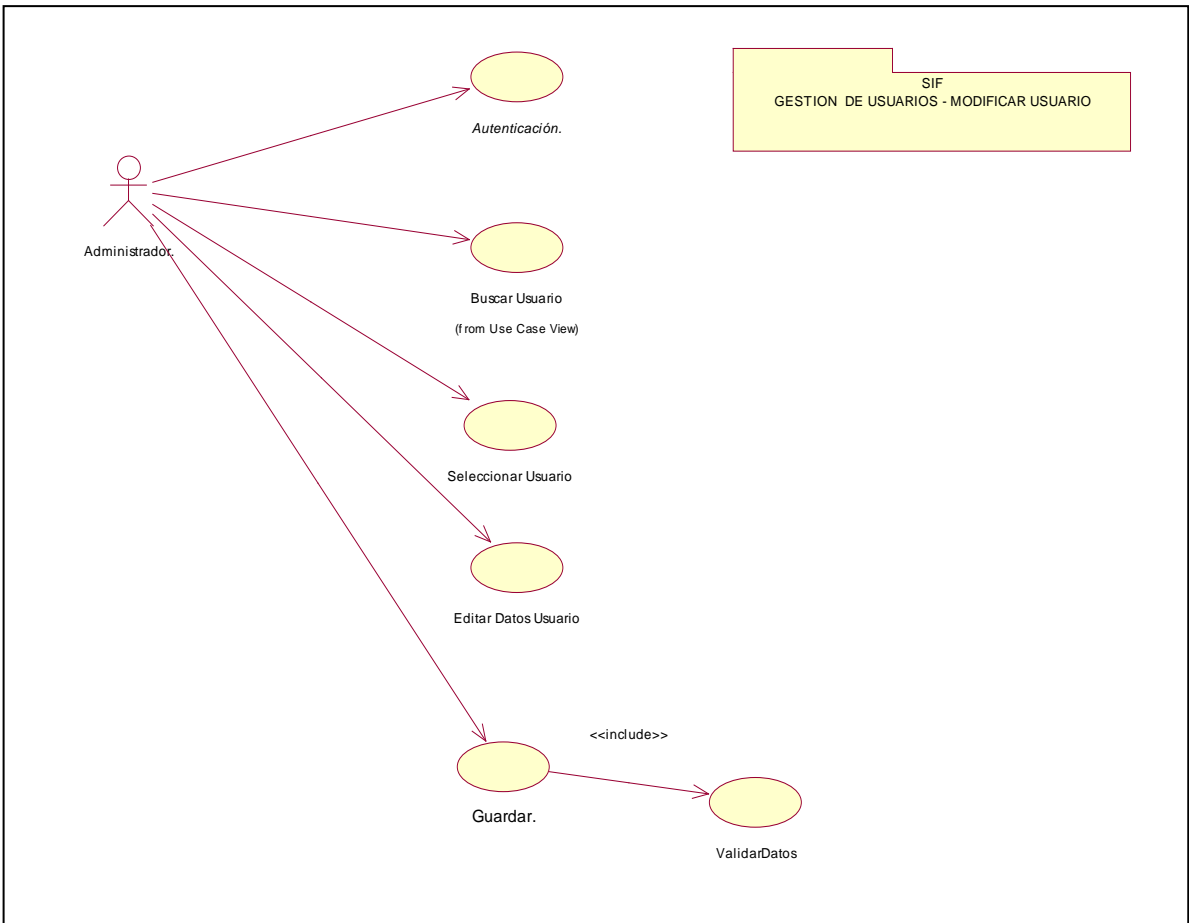 SIF
GESTION DE USUARIOS - MODIFICAR USUARIO
Autenticación.
Administrador.
Buscar Usuario
(from Use Case View)
Seleccionar Usuario
Editar Datos Usuario
<<include>>
Guardar.
ValidarDatos